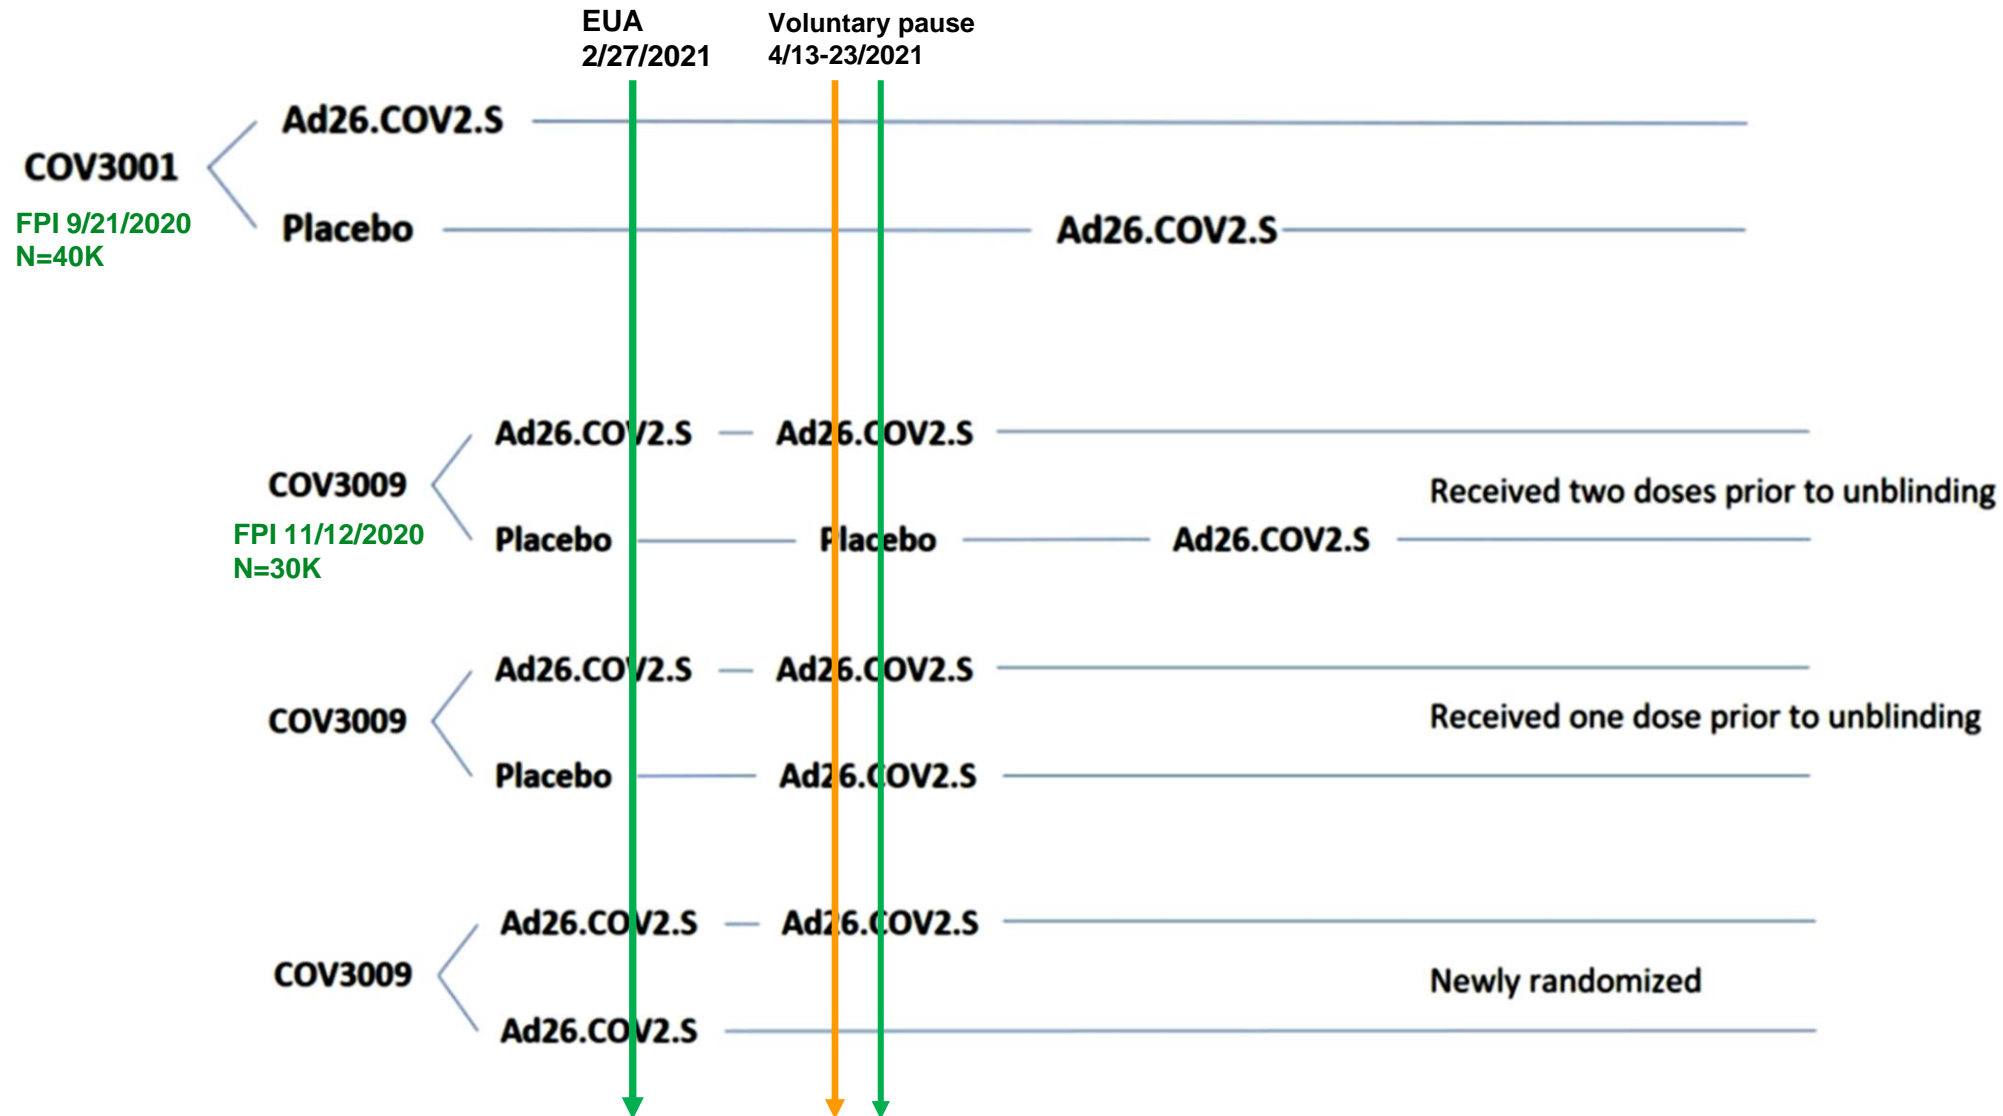 EUA
2/27/2021
Voluntary pause
4/13-23/2021
Ad26.COV2.S
COV3001
FPI 9/21/2020
N=40K
Placebo
Ad26.COV2.S
Ad26.COV2.S
Ad26.COV2.S
COV3009
Received two doses prior to unblinding
FPI 11/12/2020
N=30K
Placebo
Placebo
Ad26.COV2.S
Ad26.COV2.S
Ad26.COV2.S
COV3009
Received one dose prior to unblinding
Placebo
Ad26.COV2.S
Ad26.COV2.S
Ad26.COV2.S
COV3009
Newly randomized
Ad26.COV2.S